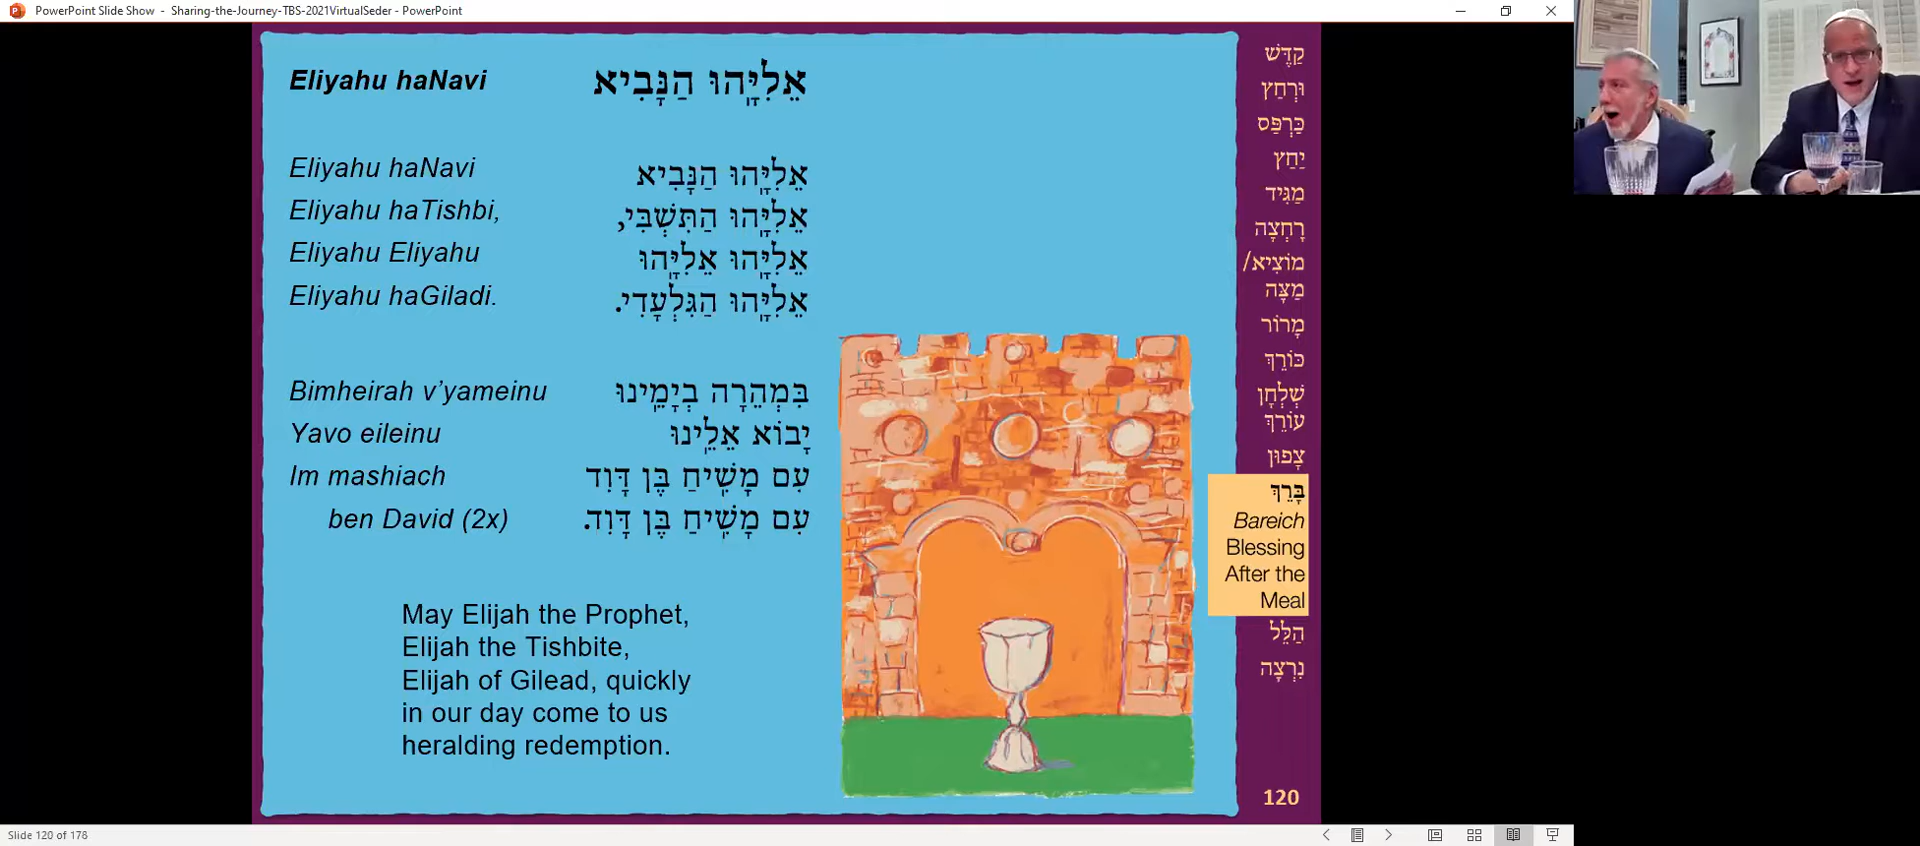 PowerPoint Slide Show - Sharing-the-Journey-TBS-2021VirtualSeder - PowerPoint
Eliyahu haNavi
אֵלִיָּֽהוּ הַנָּבִיא
Eliyahu haNavi
Eliyahu haTishbi,
Eliyahu Eliyahu
Eliyahu haGiladi.
אֵלִיָּֽהוּ הַנָּבִיא
אֵלִיָּֽהוּ הַתִּשְׁבִּי,
אֵלִיָּֽהוּ אֵלִיָּֽהוּ
אֵלִיָּֽהוּ הַגִּלְעָדִי.
Bimheirah v’yameinu
Yavo eileinu
Im mashiach
ben David (2x)
בִּמְהֵרָה בְיָמֵֽינוּ
יָבוֹא אֵלֵֽינוּ
עִם מָשִֽׁיחַ בֶּן דָּוִד
עִם מָשִֽׁיחַ בֶּן דָּוִד.
May Elijah the Prophet,
Elijah the Tishbite,
Elijah of Gilead, quickly
in our day come to us
heralding redemption.
קַדֵּשׁ
וּרְחַץ
כַּרְפַּס
יַחַץ
מַגִּיד
רָחְצָה
מוֹצִיא/
מַצָּה
מָרוֹר
כּוֹרֵךְ
שֻׁלְחָן
עוֹרֵךְ
צָפוּן
בָּרֵךְ
Bareich
Blessing
After the
Meal
הַלֵּל
נִרְצָה
120
Slide 120 of 176